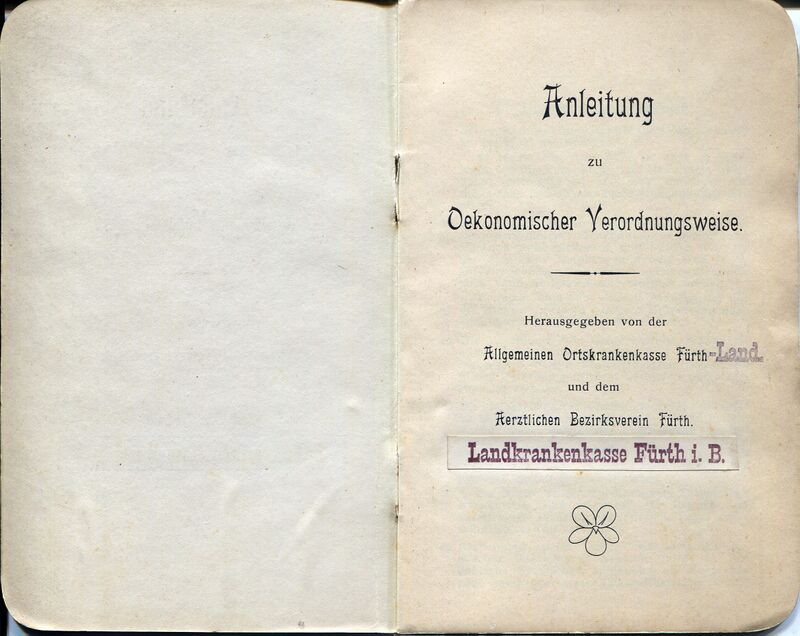 Anleitung
zu
Oekonomischer Verordnungsweise.
Herausgegeben von der
Allgemeinen Ortskrankenkasse Fürth-Land.
und dem
Aerztlichen Bezirksverein Fürth.
Landkrankenkasse Fürth i. B.